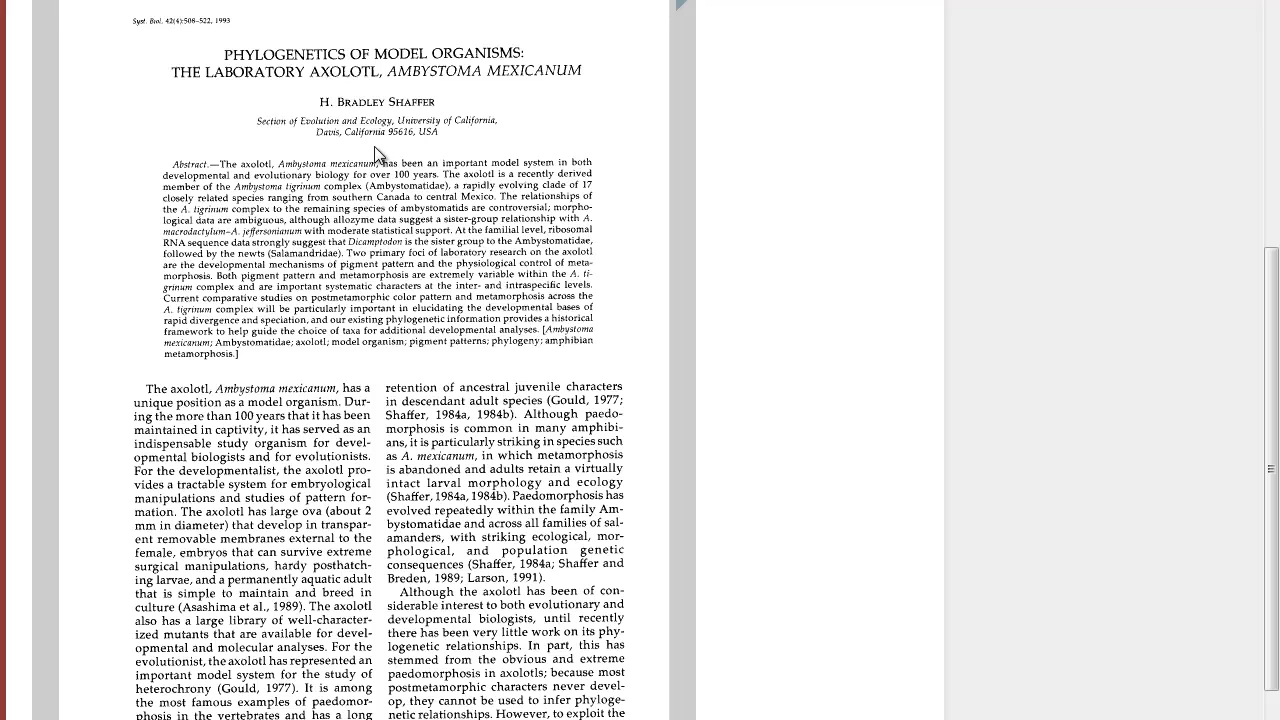 Syst. Biol. 42(4):508–522, 1993
PHYLOGENETICS OF MODEL ORGANISMS:
THE LABORATORY AXOLOTL, AMBYSTOMA MEXICANUM
H. BRADLEY SHAFFER
Section of Evolution and Ecology, University of California,
Davis, California 95616, USA
Abstract.—The axolotl, Ambystoma mexicanum, has been an important model system in both
developmental and evolutionary biology for over 100 years. The axolotl is a recently derived
member of the Ambystoma tigrinum complex (Ambystomatidae), a rapidly evolving clade of 17
closely related species ranging from southern Canada to central Mexico. The relationships of
the A. tigrinum complex to the remaining species of ambystomatids are controversial; morpho-
logical data are ambiguous, although allozyme data suggest a sister-group relationship with A.
macrodactylum–A. jeffersonianum with moderate statistical support. At the familial level, ribosomal
RNA sequence data strongly suggest that Dicamptodon is the sister group to the Ambystomatidae,
followed by the newts (Salamandridae). Two primary foci of laboratory research on the axolotl
are the developmental mechanisms of pigment pattern and the physiological control of meta-
morphosis. Both pigment pattern and metamorphosis are extremely variable within the A. ti-
grinum complex and are important systematic characters at the inter- and intraspecific levels.
Current comparative studies on postmetamorphic color pattern and metamorphosis across the
A. tigrinum complex will be particularly important in elucidating the developmental bases of
rapid divergence and speciation, and our existing phylogenetic information provides a historical
framework to help guide the choice of taxa for additional developmental analyses. [Ambystoma
mexicanum; Ambystomatidae; axolotl; model organism; pigment patterns; phylogeny; amphibian
metamorphosis.]
The axolotl, Ambystoma mexicanum, has a
unique position as a model organism. Dur-
ing the more than 100 years that it has been
maintained in captivity, it has served as an
indispensable study organism for devel-
opmental biologists and for evolutionists.
For the developmentalist, the axolotl pro-
vides a tractable system for embryological
manipulations and studies of pattern for-
mation. The axolotl has large ova (about 2
mm in diameter) that develop in transpar-
ent removable membranes external to the
female, embryos that can survive extreme
surgical manipulations, hardy posthatch-
ing larvae, and a permanently aquatic adult
that is simple to maintain and breed in
culture (Asashima et al., 1989). The axolotl
also has a large library of well-character-
ized mutants that are available for devel-
opmental and molecular analyses. For the
evolutionist, the axolotl has represented an
important model system for the study of
heterochrony (Gould, 1977). It is among
the most famous examples of paedomor-
phosis in the vertebrates and has a long
retention of ancestral juvenile characters
in descendant adult species (Gould, 1977;
Shaffer, 1984a, 1984b). Although paedo-
morphosis is common in many amphibi-
ans, it is particularly striking in species such
as A. mexicanum, in which metamorphosis
is abandoned and adults retain a virtually
intact larval morphology and ecology
(Shaffer, 1984a, 1984b). Paedomorphosis has
evolved repeatedly within the family Am-
bystomatidae and across all families of sal-
amanders, with striking ecological, mor-
phological, and population genetic
consequences (Shaffer, 1984a; Shaffer and
Breden, 1989; Larson, 1991).
Although the axolotl has been of con-
siderable interest to both evolutionary and
developmental biologists, until recently
there has been very little work on its phy-
logenetic relationships. In part, this has
stemmed from the obvious and extreme
paedomorphosis in axolotls; because most
postmetamorphic characters never devel-
op, they cannot be used to infer phyloge-
netic relationships. However, to exploit the